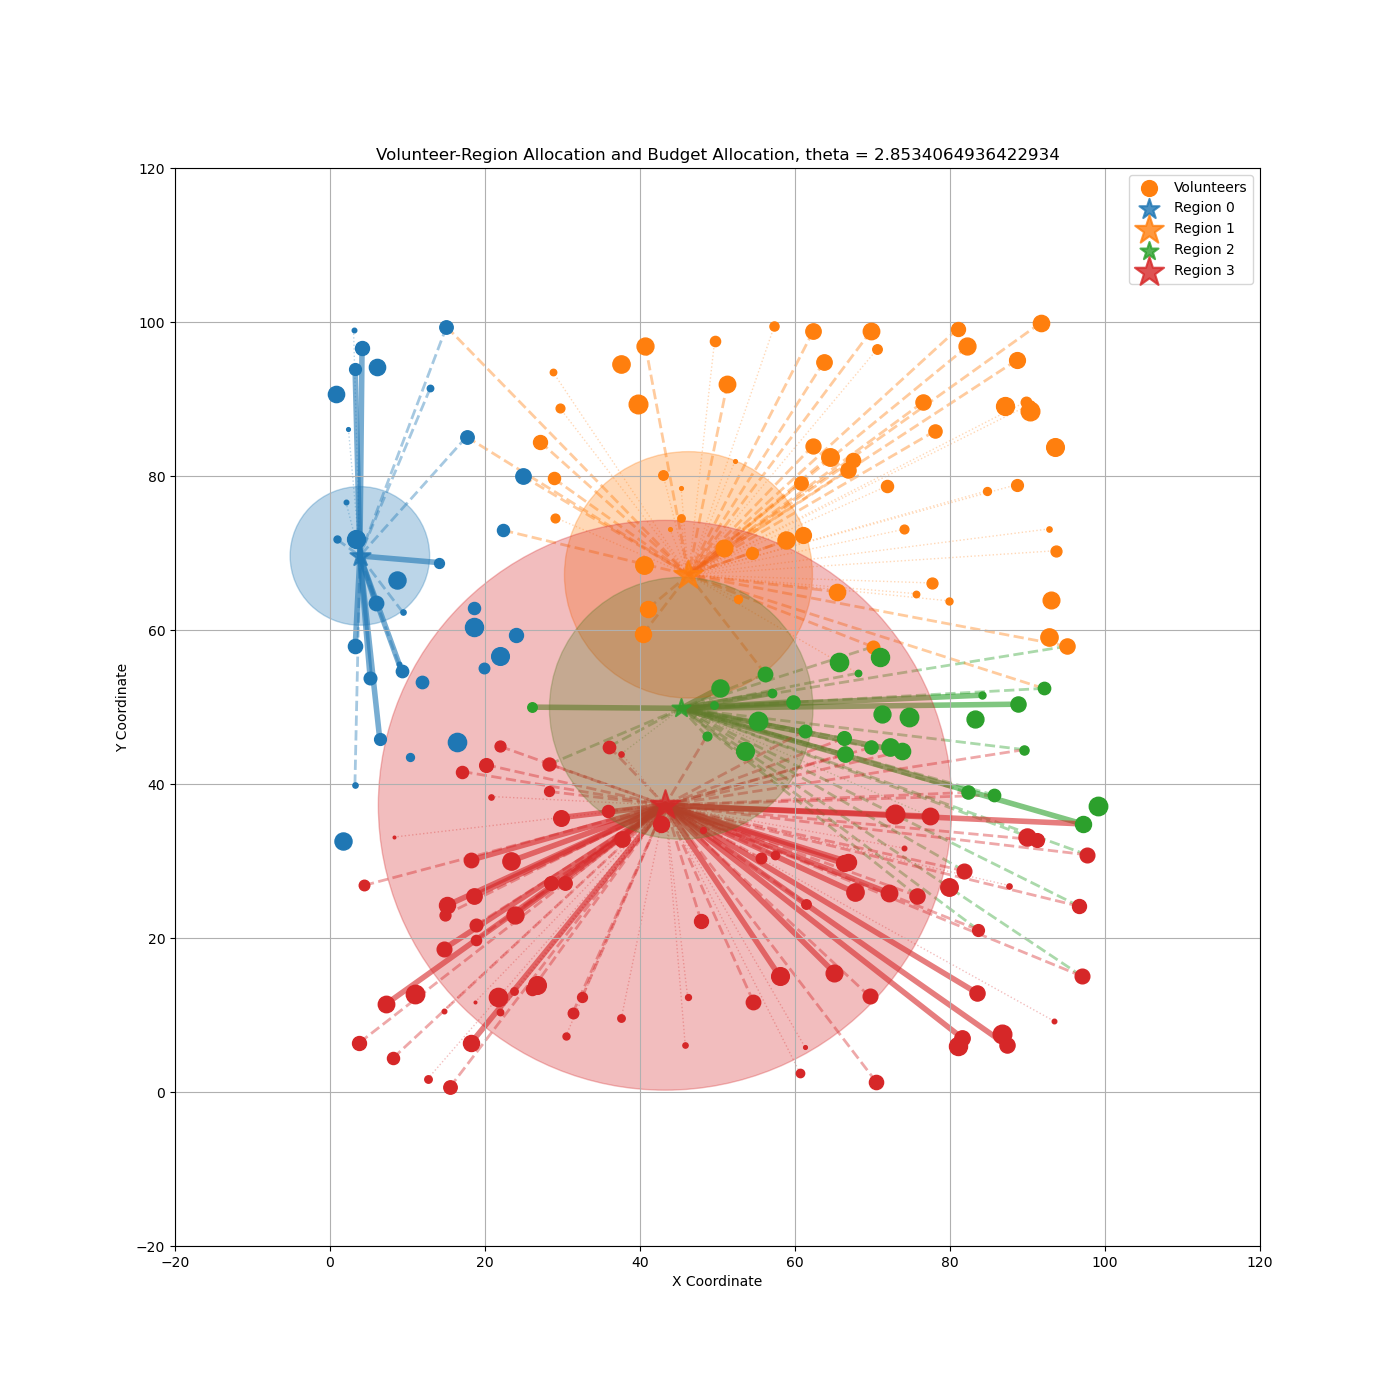 Volunteer-Region Allocation and Budget Allocation, theta = 2.8534064936422934
Volunteers
Region 0
Region 1
Region 2
Region 3
120
100
80
60
40
20
0
−20
Y Coordinate
−20 0 20 40 60 80 100 120
X Coordinate